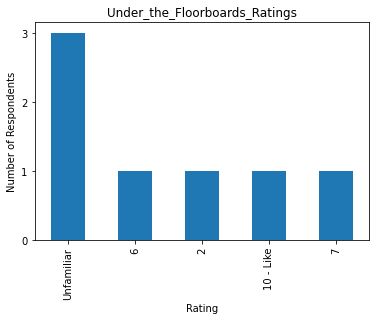 Under_the_Floorboards_Ratings
Number of Respondents
3
2
1
0
Unfamiliar
6
2
10 - Like
7
Rating